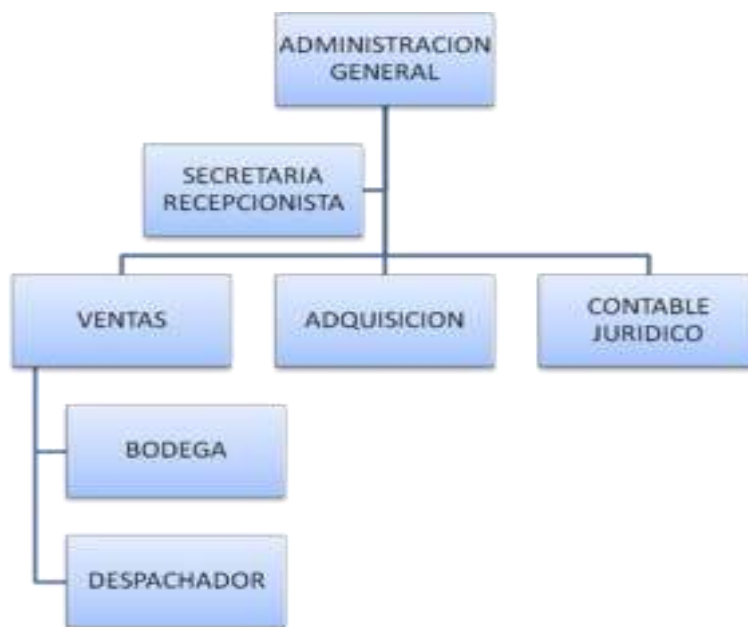 ADMINISTRACION
GENERAL
SECRETARIA
RECEPCIONISTA
VENTAS
ADQUISICION
CONTABLE
JURIDICO
BODEGA
DESPACHADOR